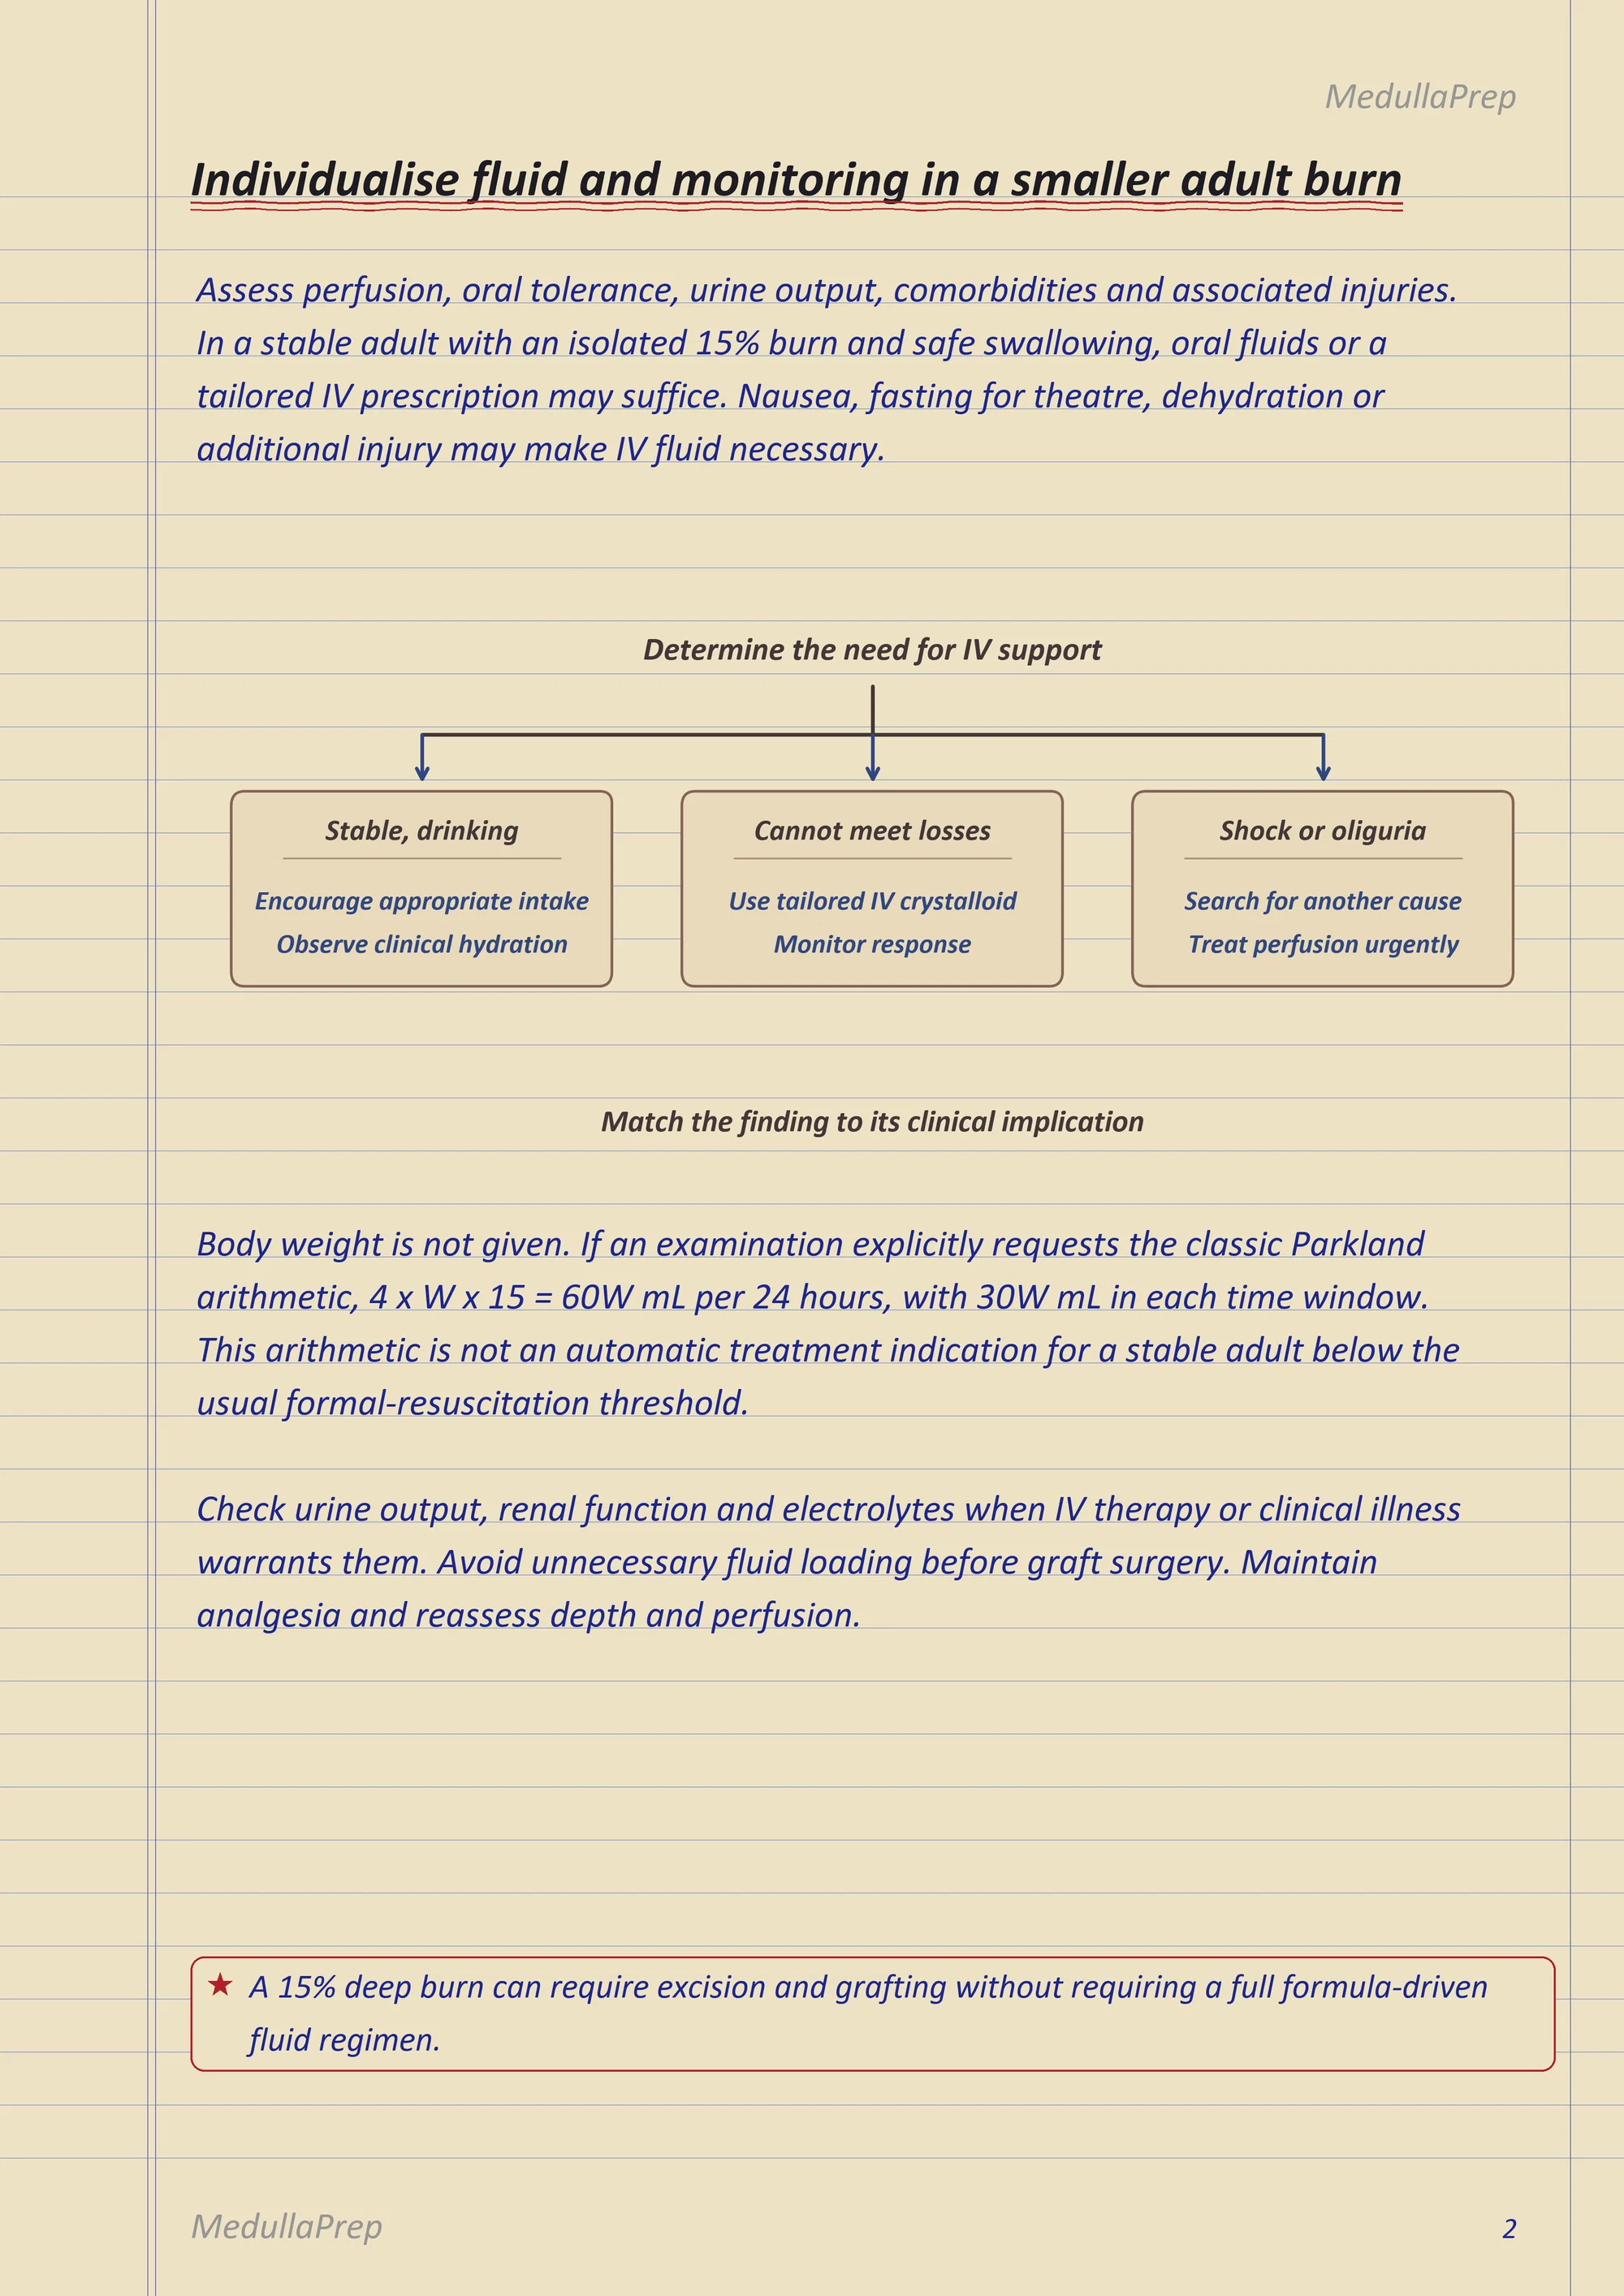 MedullaPrep
Individualise fluid and monitoring in a smaller adult burn
Assess perfusion, oral tolerance, urine output, comorbidities and associated injuries.
In a stable adult with an isolated 15% burn and safe swallowing, oral fluids or a
tailored IV prescription may suffice. Nausea, fasting for theatre, dehydration or
additional injury may make IV fluid necessary.
Determine the need for IV support
Stable, drinking
Encourage appropriate intake
Observe clinical hydration
Cannot meet losses
Use tailored IV crystalloid
Monitor response
Shock or oliguria
Search for another cause
Treat perfusion urgently
Match the finding to its clinical implication
Body weight is not given. If an examination explicitly requests the classic Parkland
arithmetic, 4 x W x 15 = 60W mL per 24 hours, with 30W mL in each time window.
This arithmetic is not an automatic treatment indication for a stable adult below the
usual formal-resuscitation threshold.
Check urine output, renal function and electrolytes when IV therapy or clinical illness
warrants them. Avoid unnecessary fluid loading before graft surgery. Maintain
analgesia and reassess depth and perfusion.
★ A 15% deep burn can require excision and grafting without requiring a full formula-driven
fluid regimen.
MedullaPrep
2